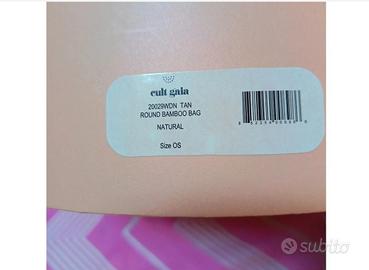 cult gaia
20029WDN TAN
ROUND BAMBOO BAG
NATURAL
Size OS
subito